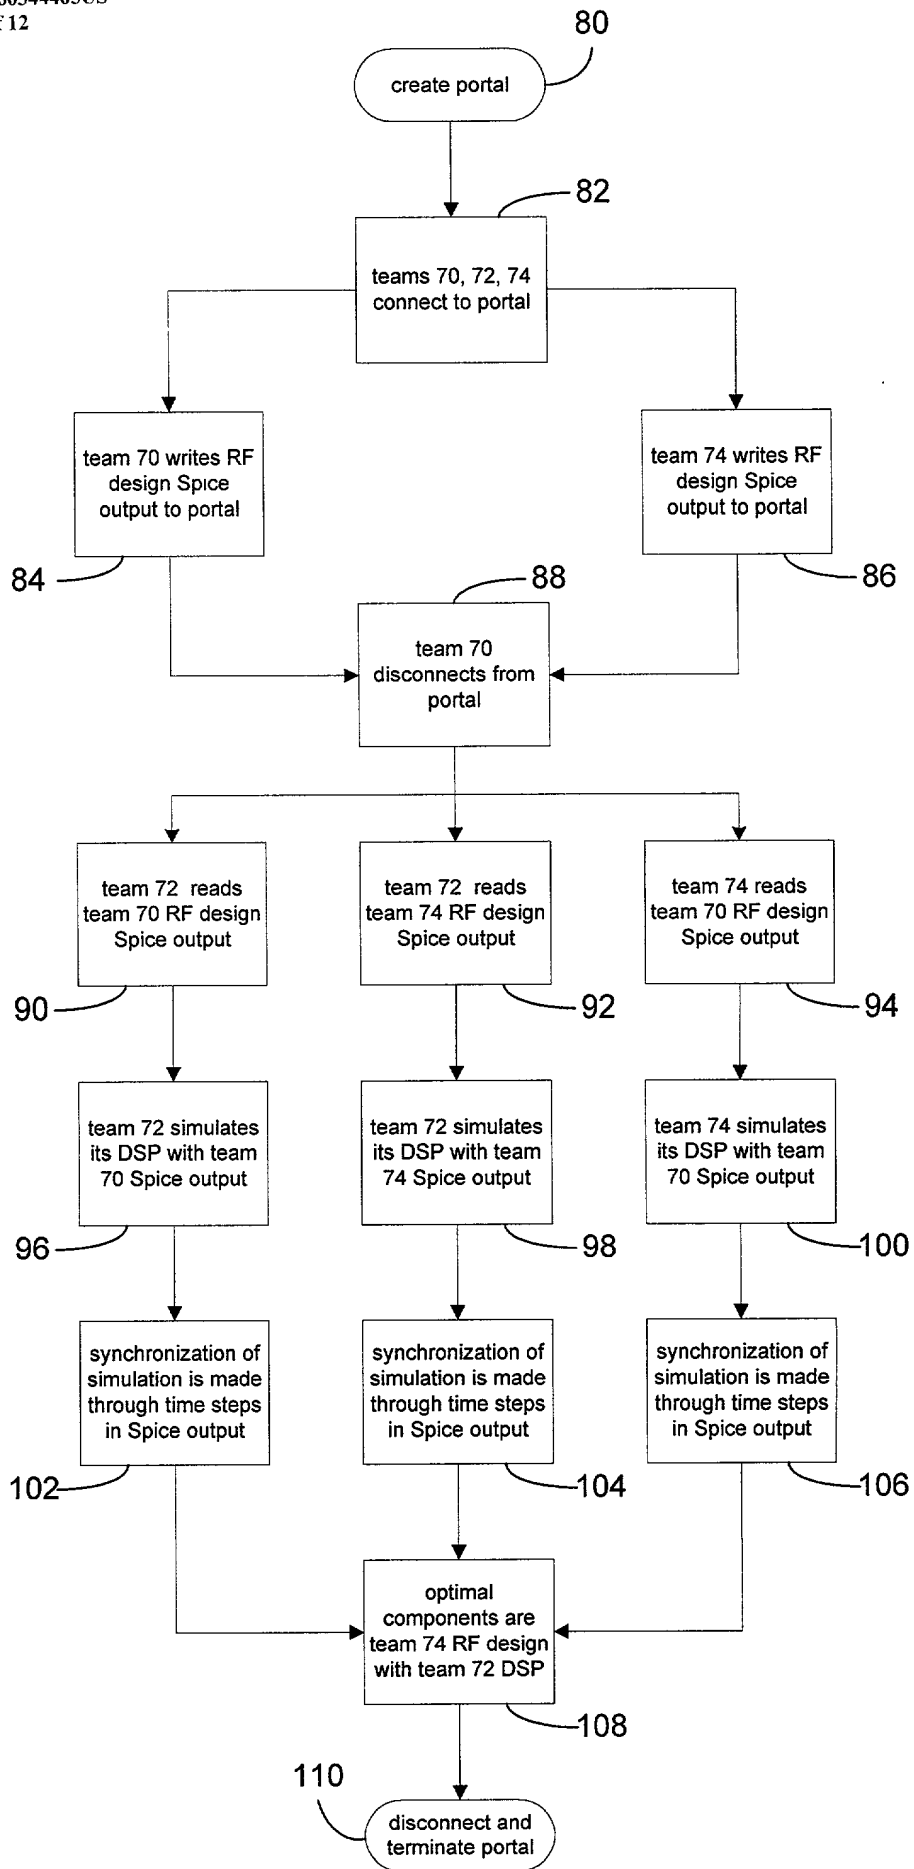 f 12
80
create portal
82
teams 70, 72, 74
connect to portal
team 70 writes RF
design Spice
output to portal
84
team 74 writes RF
design Spice
output to portal
86
88
team 70
disconnects from
portal
team 72 reads
team 70 RF design
Spice output
90
team 72 reads
team 74 RF design
Spice output
92
team 74 reads
team 70 RF design
Spice output
94
team 72 simulates
its DSP with team
70 Spice output
96
team 72 simulates
its DSP with team
74 Spice output
98
team 74 simulates
its DSP with team
70 Spice output
100
synchronization of
simulation is made
through time steps
in Spice output
102
synchronization of
simulation is made
through time steps
in Spice output
104
synchronization of
simulation is made
through time steps
in Spice output
106
optimal
components are
team 74 RF design
with team 72 DSP
108
110
disconnect and
terminate portal